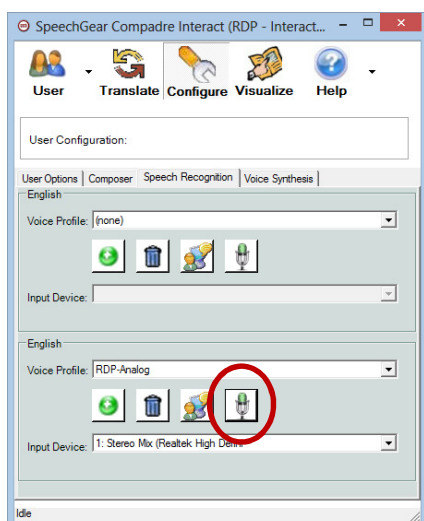 SpeechGear Compadre Interact (RDP - Interact...
User Translate Configure Visualize Help
User Configuration:
User Options Composer Speech Recognition Voice Synthesis
English
Voice Profile: (none)
Input Device:
English
Voice Profile: RDP-Analog
Input Device: 1: Stereo Mix (Realtek High
Idle